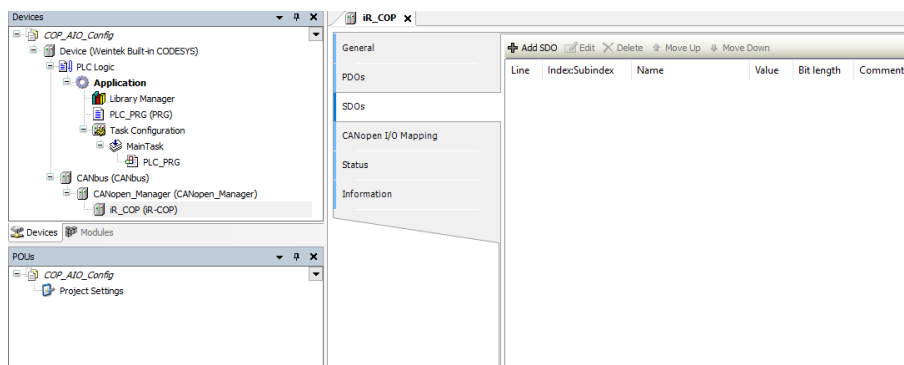 Devices
COP_AIO_Config
Device (Weintek Built-in CODESYS)
PLC Logic
Application
Library Manager
PLC_PRG (PRG)
Task Configuration
MainTask
PLC_PRG
CANbus (CANbus)
CANopen_Manager (CANopen_Manager)
iR_COP (iR-COP)
Devices Modules
POUs
COP_AIO_Config
Project Settings
iR_COP
General
PDOs
SDOs
CANopen I/O Mapping
Status
Information
Add SDO Edit Delete Move Up Move Down
Line Index:Subindex Name Value Bit length Comment